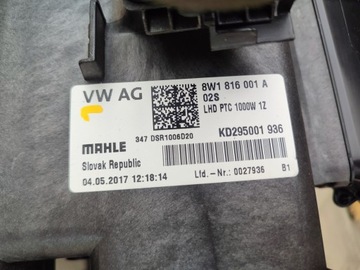 VW AG
8W1 816 001 A
02S
LHD PTC 1000W 1Z
347 DSR1006D20
MAHLE
KD295001 936
Slovak Republic
04.05.2017 12:18:14
Lfd.-Nr.: 0027936
B1